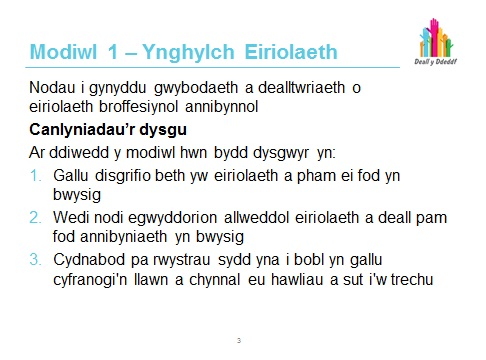 Modiwl 1 – Ynghylch Eiriolaeth
Deall y Ddeddf
Nodau i gynyddu gwybodaeth a dealltwriaeth o
eiriolaeth broffesiynol annibynnol
Canlyniadau'r dysgu
Ar ddiwedd y modiwl hwn bydd dysgwyr yn:
1. Gallu disgrifio beth yw eiriolaeth a pham ei fod yn
bwysig
2. Wedi nodi egwyddorion allweddol eiriolaeth a deall pam
fod annibyniaeth yn bwysig
3. Cydnabod pa rwystrau sydd yna i bobl yn gallu
cyfranogi'n llawn a chynnal eu hawliau a sut i'w trechu
3